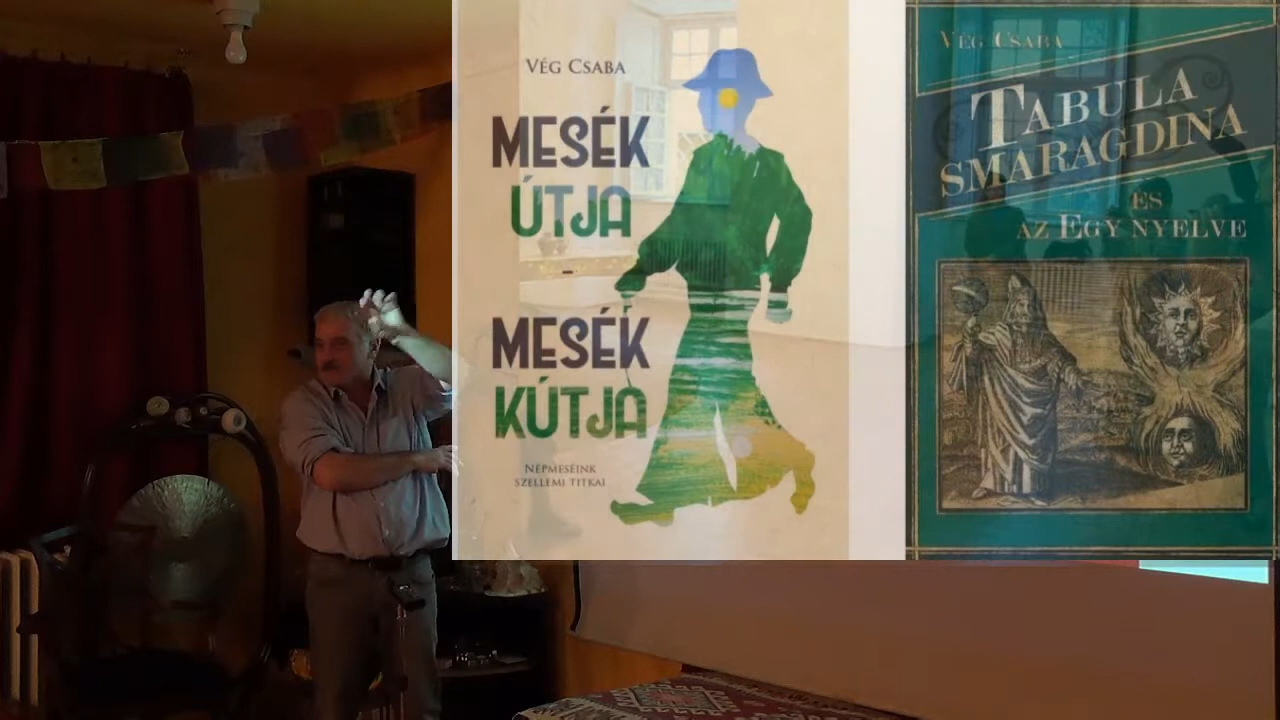 VÉG CSABA
MESÉK
ÚTJA
MESÉK
KÚTJA
NÉPMESÉINK
SZELLEMI TITKAI
VÉG CSABA
TABULA
SMARAGDINA
ÉS
AZ EGY NYELVE